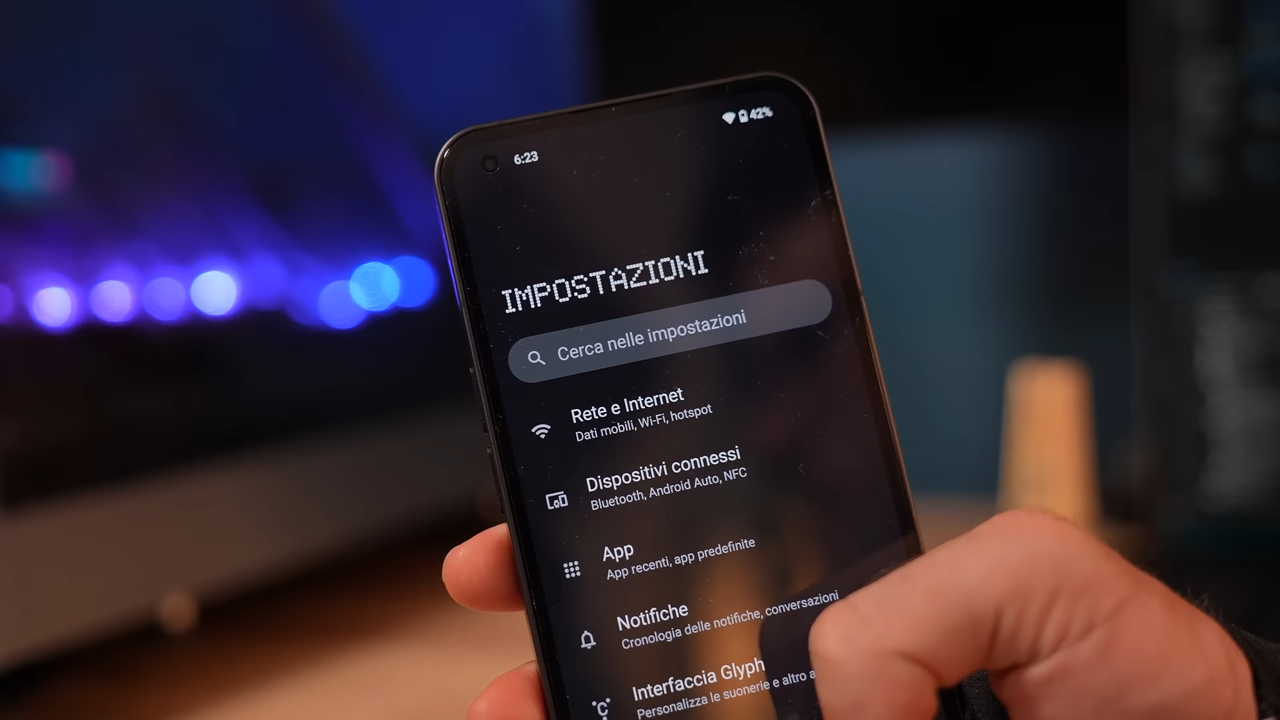 6:23
42%
IMPOSTAZIONI
Cerca nelle impostazioni
Rete e Internet
Dati mobili, Wi-Fi, hotspot
Dispositivi connessi
Bluetooth, Android Auto, NFC
App
App recenti, app predefinite
Notifiche
Cronologia delle notifiche, conversazioni
Interfaccia Glyph
Personalizza le suonerie e altro